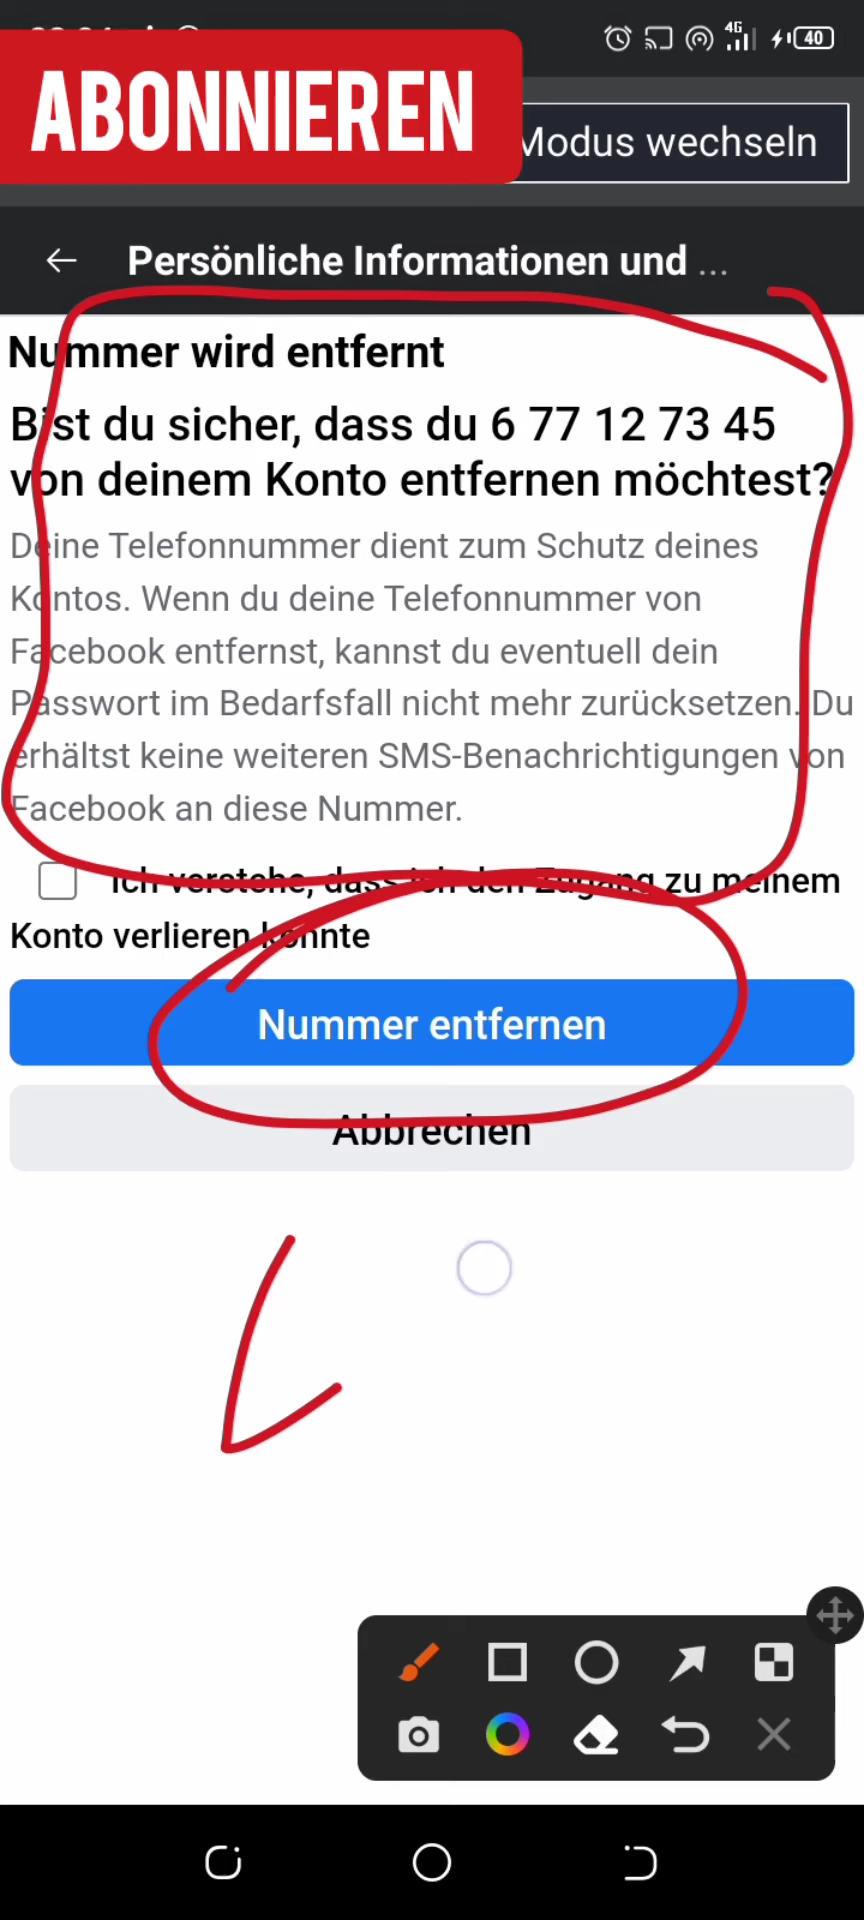 ABONNIEREN
4G
40
Modus wechseln
Persönliche Informationen und ...
Nummer wird entfernt
Bist du sicher, dass du 6 77 12 73 45
von deinem Konto entfernen möchtest?
Deine Telefonnummer dient zum Schutz deines
Kontos. Wenn du deine Telefonnummer von
Facebook entfernst, kannst du eventuell dein
Passwort im Bedarfsfall nicht mehr zurücksetzen. Du
erhältst keine weiteren SMS-Benachrichtigungen von
Facebook an diese Nummer.
Ich verstehe, dass ich den Zugang zu meinem
Konto verlieren könnte
Nummer entfernen
Abbrechen